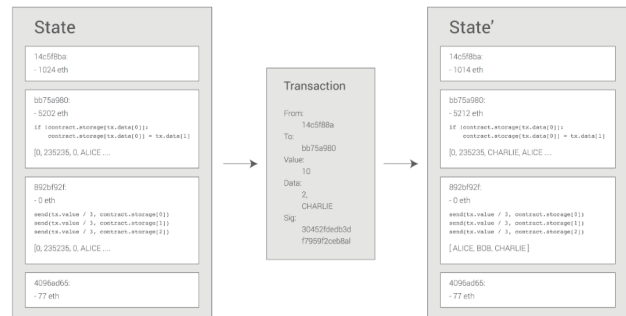 State
14c5f8ba:
- 1024 eth
bb75a980:
- 5202 eth
if !contract.storage[tx.data[0]]:
contract.storage[tx.data[0]] = tx.data[1]
[0, 235235, 0, ALICE ....
892bf92f:
- 0 eth
send(tx.value / 3, contract.storage[0])
send(tx.value / 3, contract.storage[1])
send(tx.value / 3, contract.storage[2])
[0, 235235, 0, ALICE ....
4096ad65:
- 77 eth
Transaction
From:
14c5f88a
To:
bb75a980
Value:
10
Data:
2,
CHARLIE
Sig:
30452fdedb3d
f7959f2ceb8a1
State'
14c5f8ba:
- 1014 eth
bb75a980:
- 5212 eth
if !contract.storage[tx.data[0]]:
contract.storage[tx.data[0]] = tx.data[1]
[0, 235235, CHARLIE, ALICE ....
892bf92f:
- 0 eth
send(tx.value / 3, contract.storage[0])
send(tx.value / 3, contract.storage[1])
send(tx.value / 3, contract.storage[2])
[ ALICE, BOB, CHARLIE ]
4096ad65:
- 77 eth